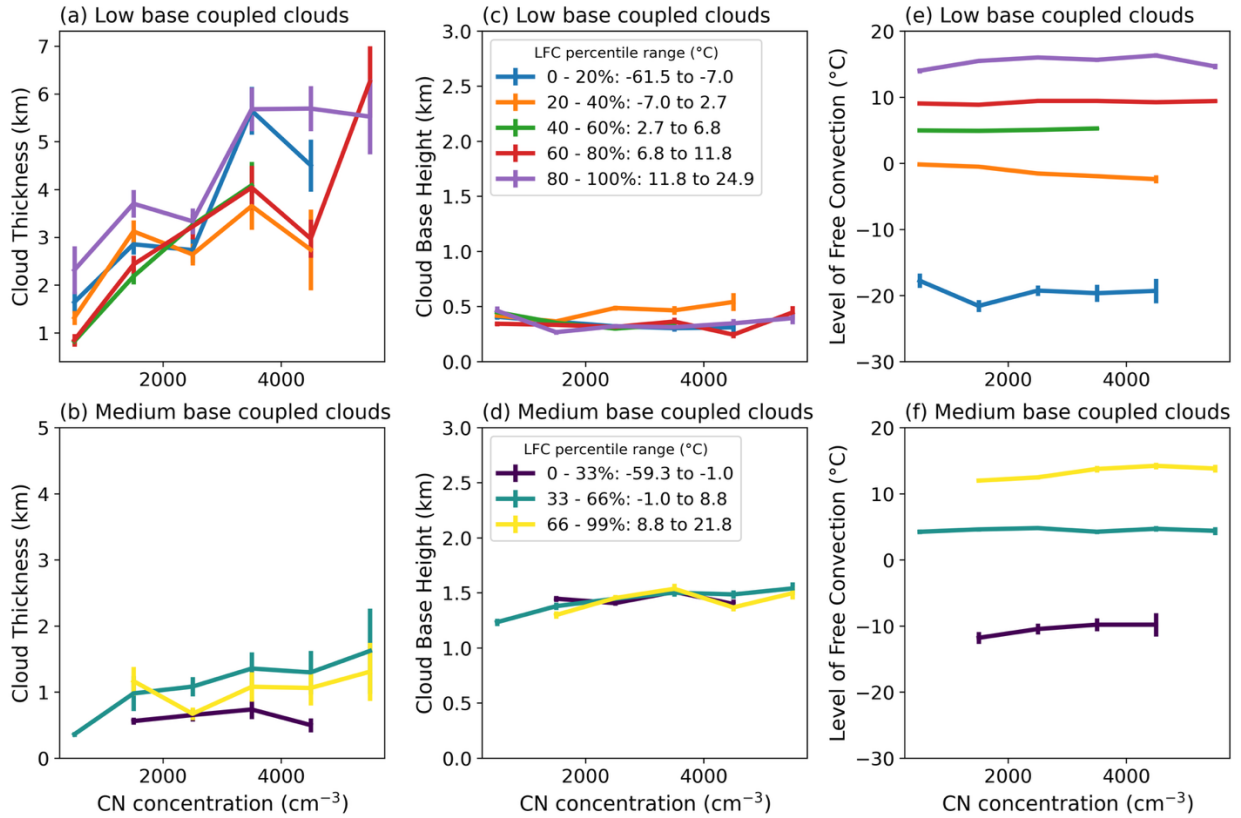 (a) Low base coupled clouds
Cloud Thickness (km)
7
6
5
4
3
2
1
2000
4000
(c) Low base coupled clouds
Cloud Base Height (km)
3.0
2.5
2.0
1.5
1.0
0.5
0.0
LFC percentile range (°C)
0 - 20%: -61.5 to -7.0
20 - 40%: -7.0 to 2.7
40 - 60%: 2.7 to 6.8
60 - 80%: 6.8 to 11.8
80 - 100%: 11.8 to 24.9
2000
4000
(e) Low base coupled clouds
Level of Free Convection (°C)
20
10
0
−10
−20
−30
2000
4000
(b) Medium base coupled clouds
Cloud Thickness (km)
5
4
3
2
1
0
2000
4000
CN concentration (cm⁻³)
(d) Medium base coupled clouds
Cloud Base Height (km)
3.0
2.5
2.0
1.5
1.0
0.5
0.0
LFC percentile range (°C)
0 - 33%: -59.3 to -1.0
33 - 66%: -1.0 to 8.8
66 - 99%: 8.8 to 21.8
2000
4000
CN concentration (cm⁻³)
(f) Medium base coupled clouds
Level of Free Convection (°C)
20
10
0
−10
−20
−30
2000
4000
CN concentration (cm⁻³)